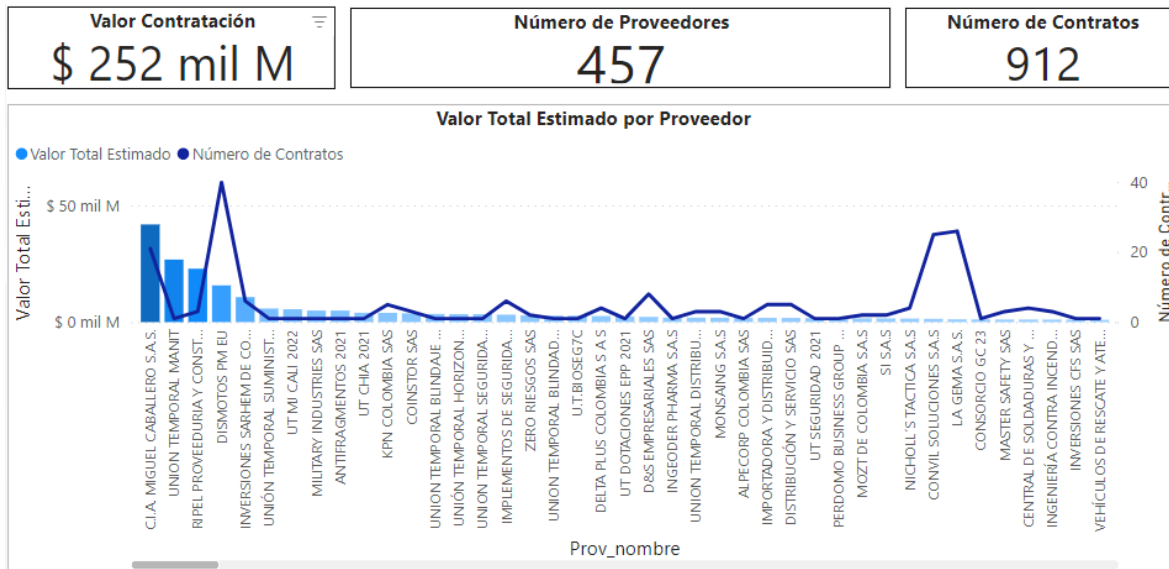 Valor Contratación
$ 252 mil M
Número de Proveedores
457
Número de Contratos
912
Valor Total Estimado por Proveedor
Valor Total Estimado
Número de Contratos
Valor Total Esti...
$ 50 mil M
$ 0 mil M
40
20
0
Número de Contr...
C.I.A. MIGUEL CABALLERO S.A.S.
UNION TEMPORAL MANIT
RIPEL PROVEEDURIA Y CONST...
DISMOTOS PM EU
INVERSIONES SARHEM DE CO...
UNIÓN TEMPORAL SUMINIST...
UT MI CALI 2022
MILITARY INDUSTRIES SAS
ANTIFRAGMENTOS 2021
UT CHIA 2021
KPN COLOMBIA SAS
COINSTOR SAS
UNION TEMPORAL BLINDAJE ...
UNIÓN TEMPORAL HORIZON...
UNION TEMPORAL SEGURIDA...
IMPLEMENTOS DE SEGURIDA...
ZERO RIESGOS SAS
UNION TEMPORAL BLINDAD...
U.T.BIOSEG7C
DELTA PLUS COLOMBIA S A S
UT DOTACIONES EPP 2021
D&S EMPRESARIALES SAS
INGEODER PHARMA S.A.S
UNION TEMPORAL DISTRIBU...
MONSAING S.A.S
ALPECORP COLOMBIA SAS
IMPORTADORA Y DISTRIBUID...
DISTRIBUCIÓN Y SERVICIO SAS
UT SEGURIDAD 2021
PERDOMO BUSINESS GROUP ...
MOZT DE COLOMBIA S.A.S
SI S.A.S
NICHOLL'S TACTICA S.A.S
CONVIL SOLUCIONES S.A.S
LA GEMA S.A.S.
CONSORCIO GC 23
MASTER SAFETY SAS
CENTRAL DE SOLDADURAS Y ...
INGENIERÍA CONTRA INCEND...
INVERSIONES CFS SAS
VEHÍCULOS DE RESCATE Y ATE...
Prov_nombre